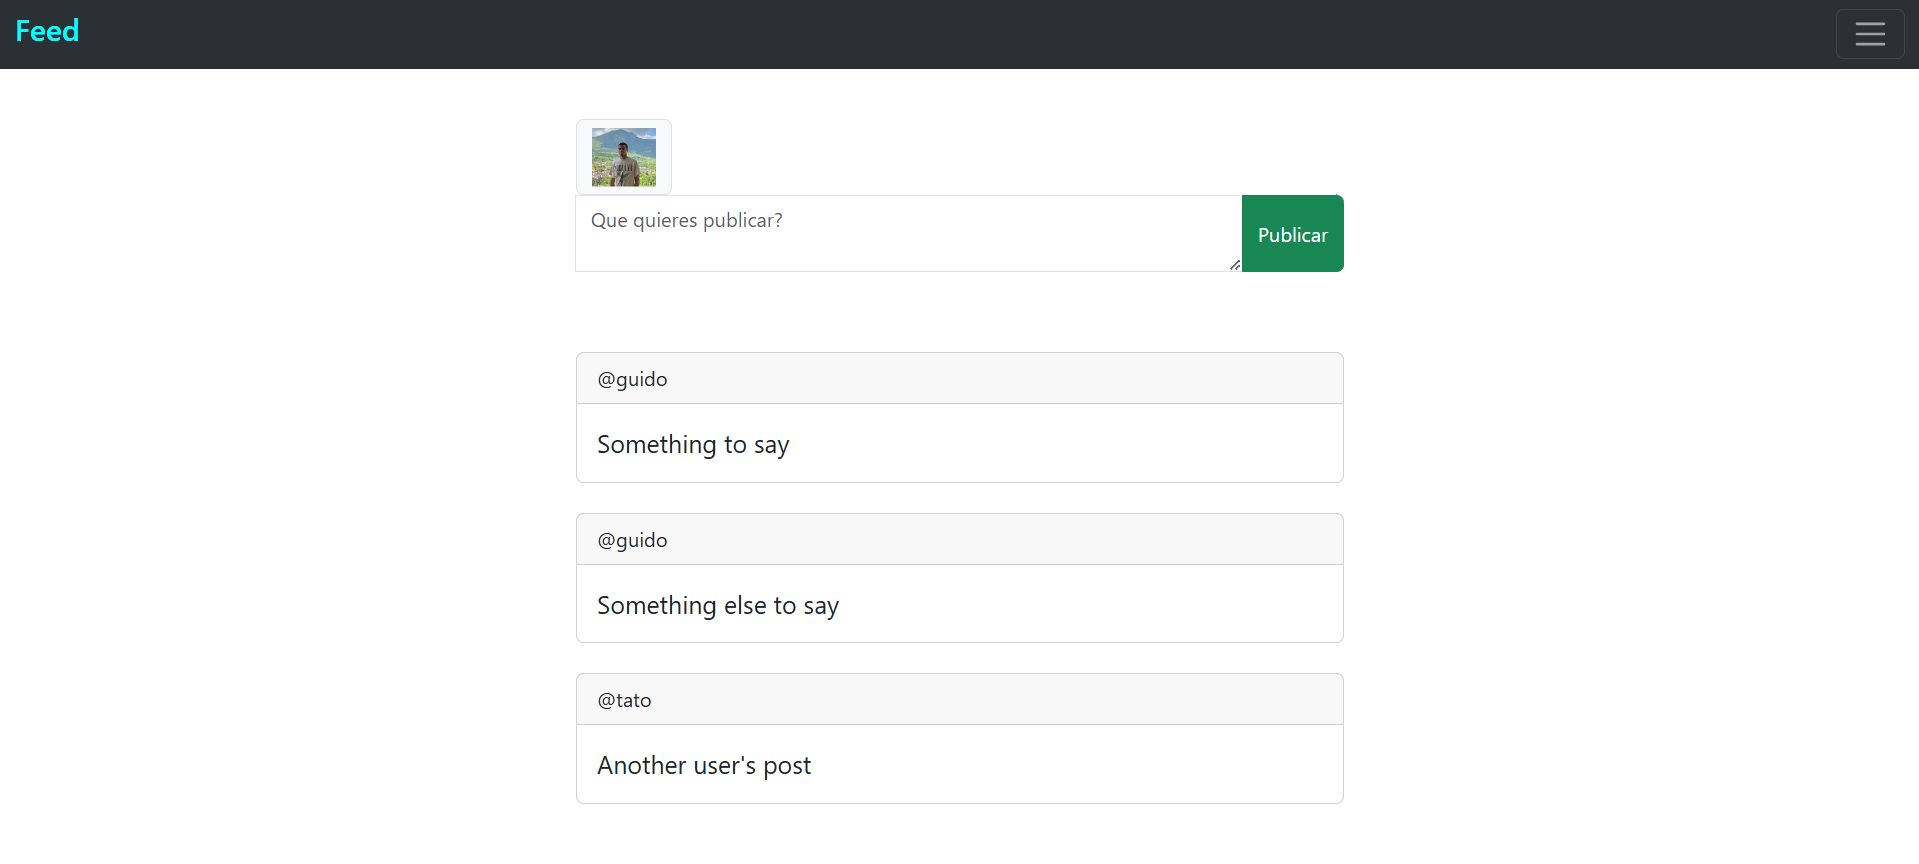 Feed
Que quieres publicar?
Publicar
@guido
Something to say
@guido
Something else to say
@tato
Another user's post